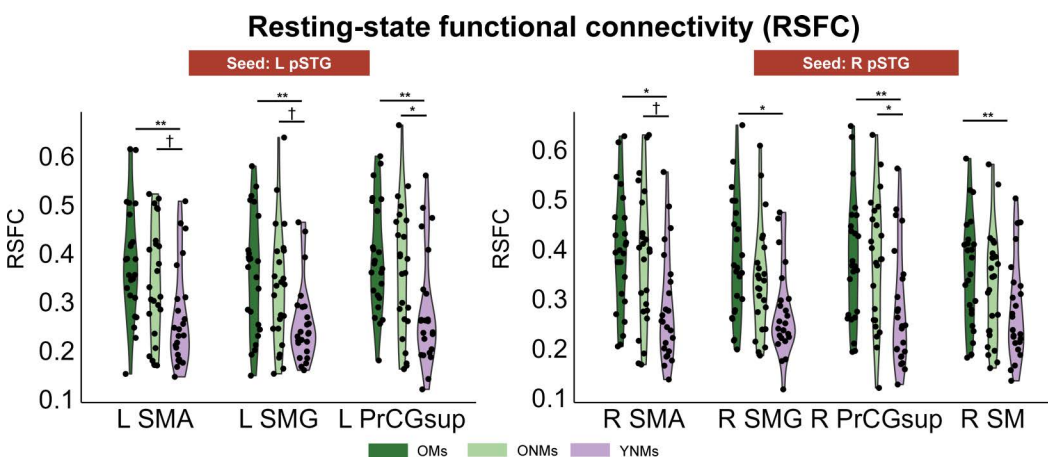 Resting-state functional connectivity (RSFC)
Seed: L pSTG
Seed: R pSTG
** † ** † ** *
* † * ** * **
RSFC
0.6
0.5
0.4
0.3
0.2
0.1
L SMA L SMG L PrCGsup
RSFC
0.6
0.5
0.4
0.3
0.2
0.1
R SMA R SMG R PrCGsup R SM
OMs ONMs YNMs